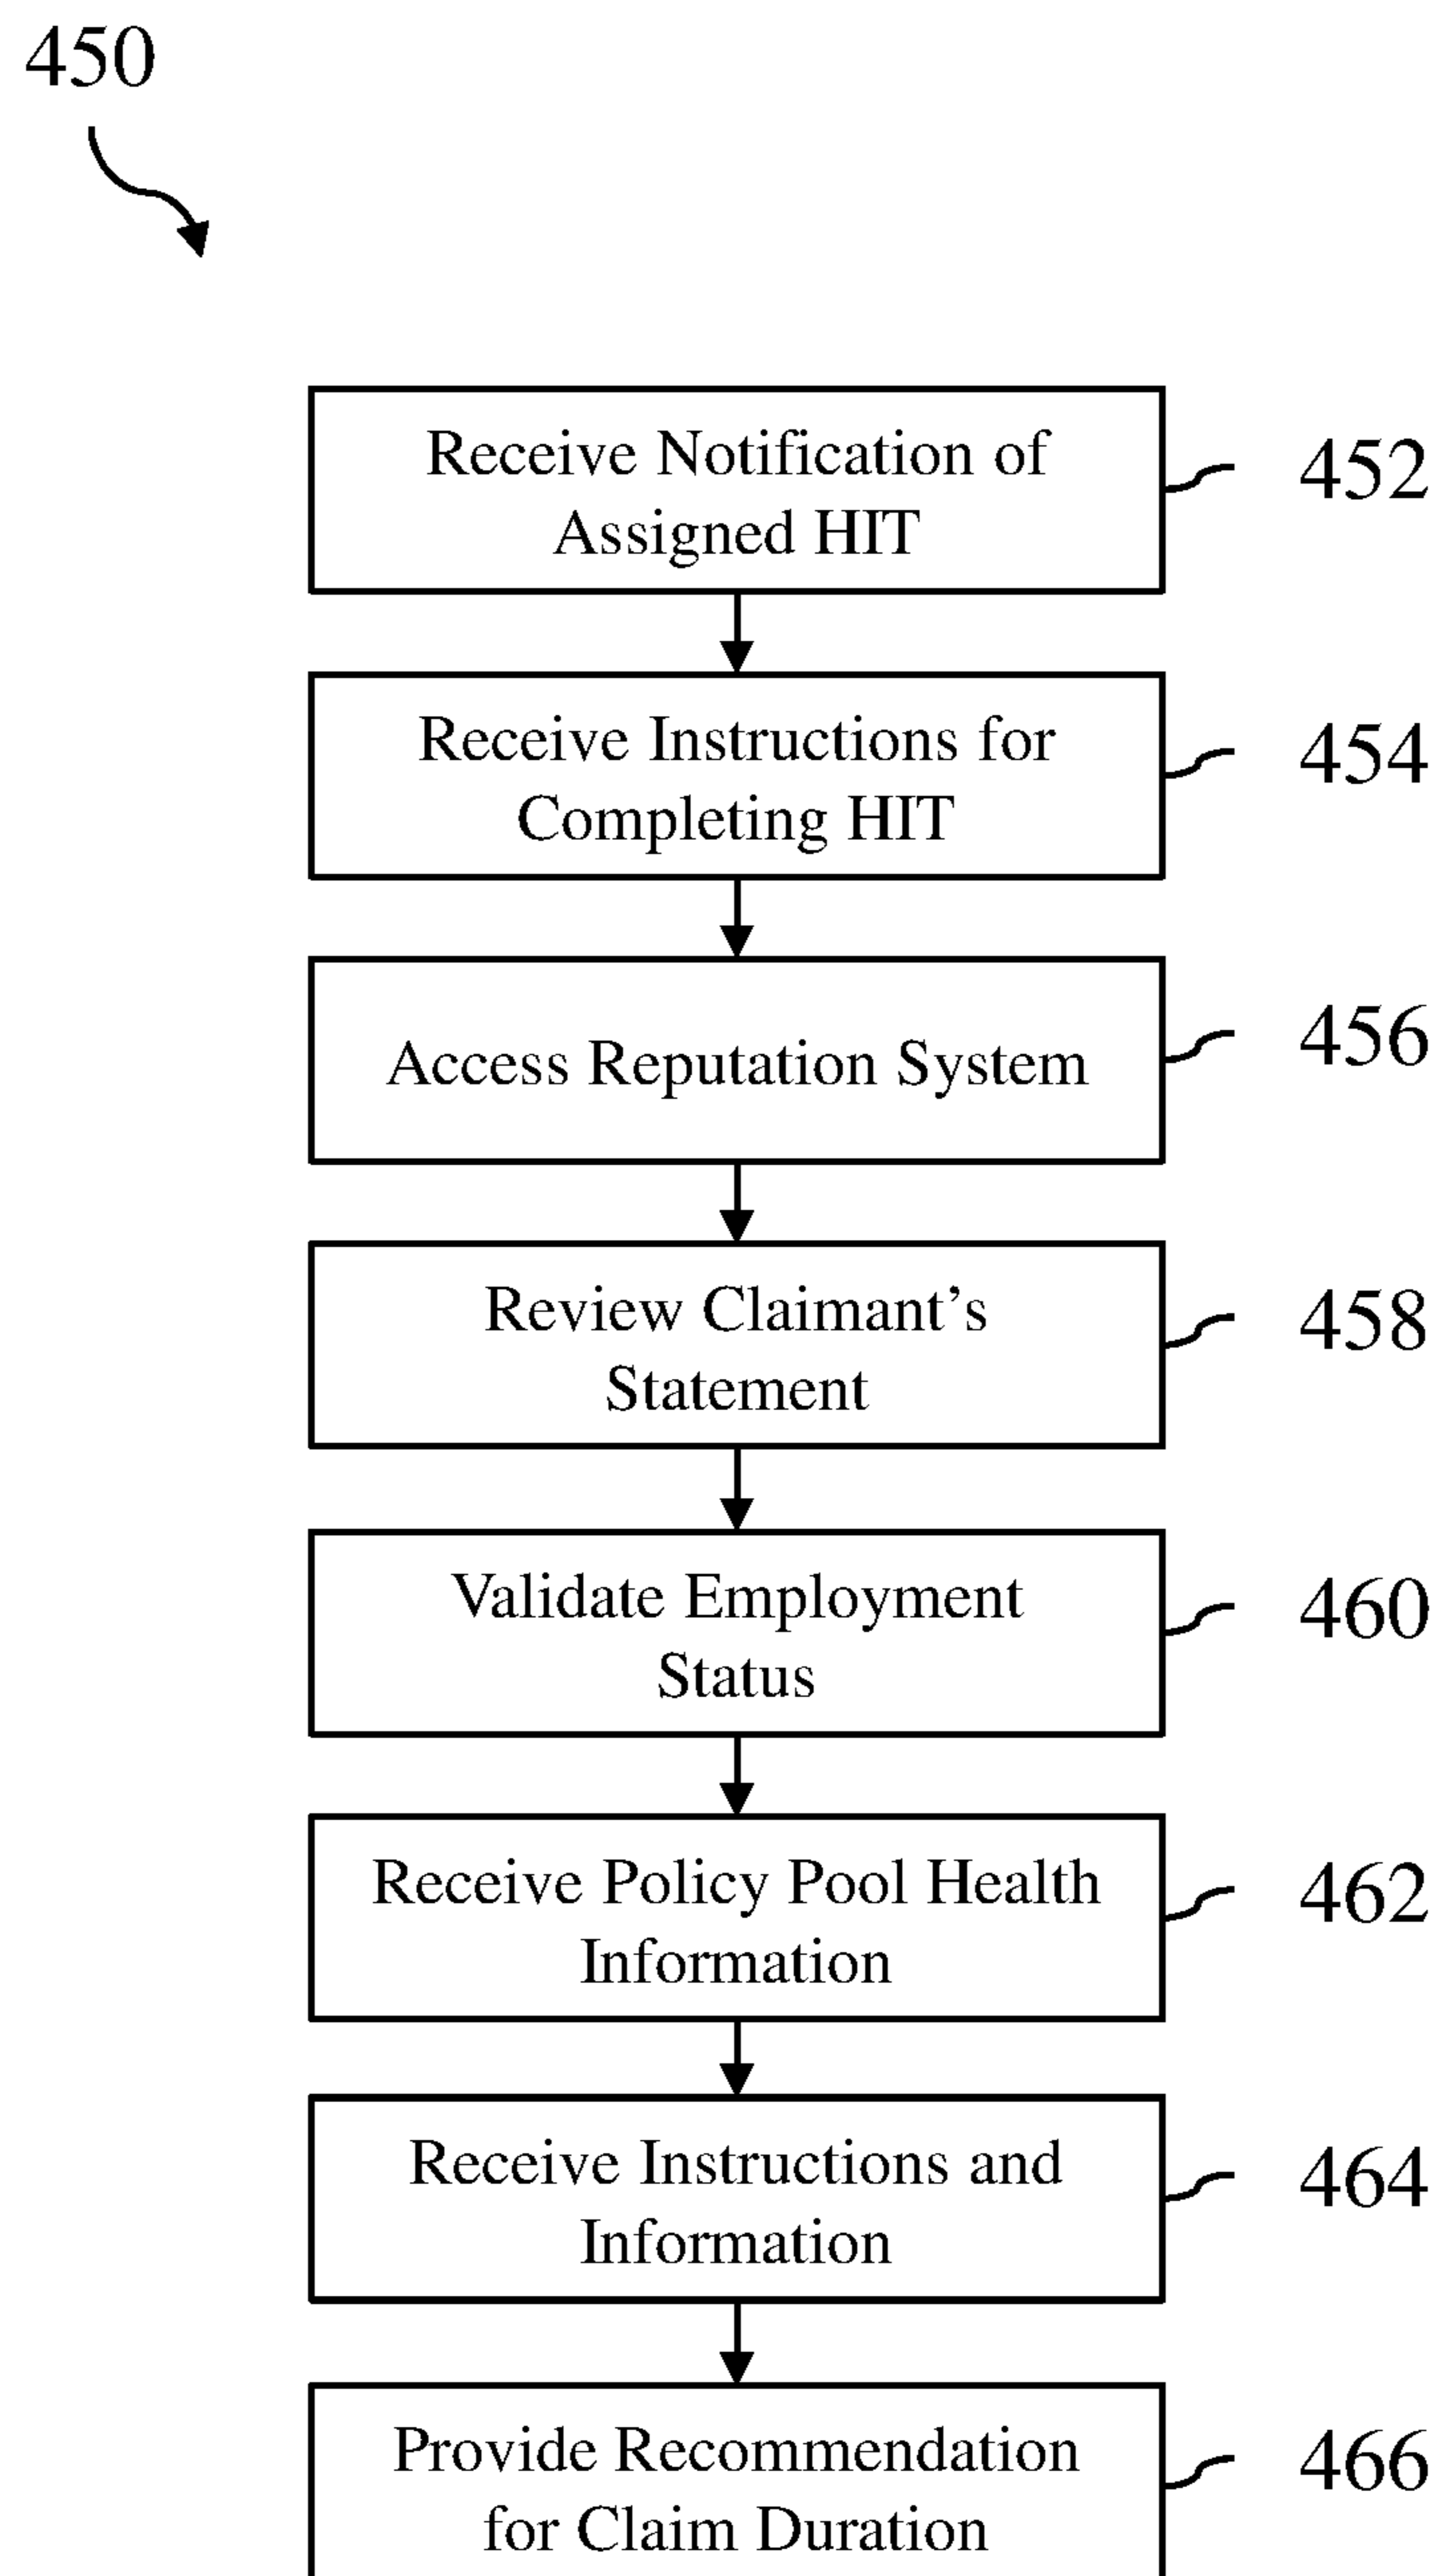 450
Receive Notification of
Assigned HIT
452
Receive Instructions for
Completing HIT
454
Access Reputation System
456
Review Claimant’s
Statement
458
Validate Employment
Status
460
Receive Policy Pool Health
Information
462
Receive Instructions and
Information
464
Provide Recommendation
for Claim Duration
466